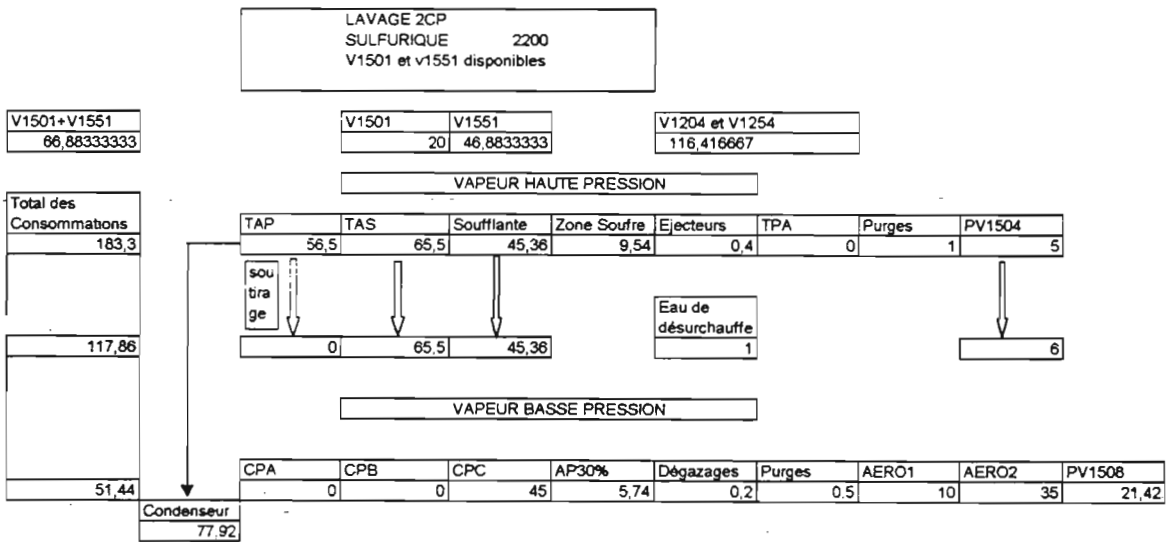 LAVAGE 2CP
SULFURIQUE 2200
V1501 et v1551 disponibles
V1501+V1551 V1501 V1551 V1204 et V1254
66,88333333 20 46,8833333 116,416667
VAPEUR HAUTE PRESSION
Total des
Consommations TAP TAS Soufflante Zone Soufre Ejecteurs TPA Purges PV1504
183,3 56,5 65,5 45,36 9,54 0,4 0 1 5
sou
tira
ge
Eau de
désurchauffe
117,86 0 65,5 45,36 1 6
VAPEUR BASSE PRESSION
CPA CPB CPC AP30% Dégazages Purges AERO1 AERO2 PV1508
51,44 0 0 45 5,74 0,2 0.5 10 35 21,42
Condenseur
77,92